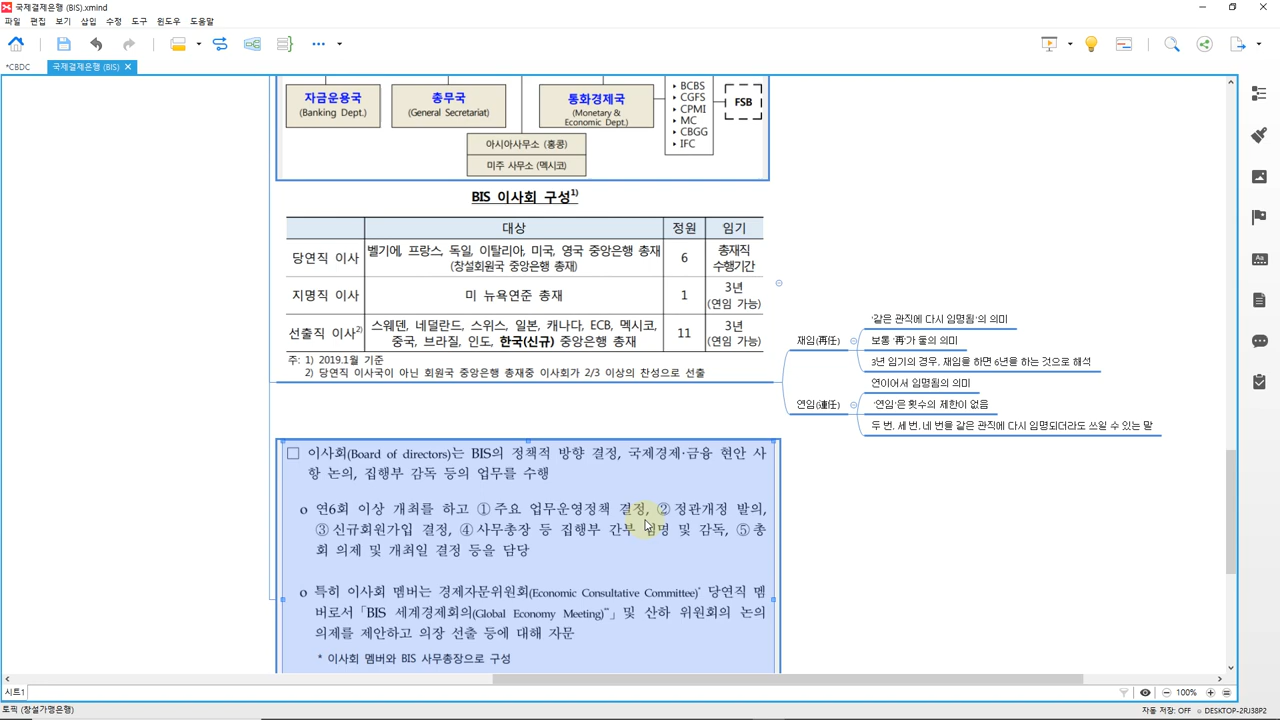 국제결제은행 (BIS).xmind
파일 편집 보기 삽입 수정 도구 윈도우 도움말
*CBDC 국제결제은행 (BIS)
자금운용국
(Banking Dept.)
총무국
(General Secretariat)
통화경제국
(Monetary &
Economic Dept.)
BCBS
CGFS
CPMI
MC
CBGG
IFC
FSB
아시아사무소 (홍콩)
미주 사무소 (멕시코)
BIS 이사회 구성1)
대상 정원 임기
당연직 이사 벨기에, 프랑스, 독일, 이탈리아, 미국, 영국 중앙은행 총재 (창설회원국 중앙은행 총재) 6 총재직 수행기간
지명직 이사 미 뉴욕연준 총재 1 3년 (연임 가능)
선출직 이사2) 스웨덴, 네덜란드, 스위스, 일본, 캐나다, ECB, 멕시코, 중국, 브라질, 인도, 한국(신규) 중앙은행 총재 11 3년 (연임 가능)
주: 1) 2019.1월 기준
2) 당연직 이사국이 아닌 회원국 중앙은행 총재중 이사회가 2/3 이상의 찬성으로 선출
재임(再任)
'같은 관직에 다시 임명됨'의 의미
보통 '再'가 둘의 의미
3년 임기의 경우, 재임을 하면 6년을 하는 것으로 해석
연임(連任)
연이어서 임명됨의 의미
'연임'은 횟수의 제한이 없음
두 번, 세 번, 네 번을 같은 관직에 다시 임명되더라도 쓰일 수 있는 말
□ 이사회(Board of directors)는 BIS의 정책적 방향 결정, 국제경제·금융 현안 사
항 논의, 집행부 감독 등의 업무를 수행
o 연6회 이상 개최를 하고 ①주요 업무운영정책 결정, ②정관개정 발의,
③신규회원가입 결정, ④사무총장 등 집행부 간부 임명 및 감독, ⑤총
회 의제 및 개최일 결정 등을 담당
o 특히 이사회 멤버는 경제자문위원회(Economic Consultative Committee)* 당연직 멤
버로서「BIS 세계경제회의(Global Economy Meeting)**」및 산하 위원회의 논의
의제를 제안하고 의장 선출 등에 대해 자문
* 이사회 멤버와 BIS 사무총장으로 구성
시트1
100%
토픽 (창설가맹은행)
자동 저장: OFF DESKTOP-2RJ38P2